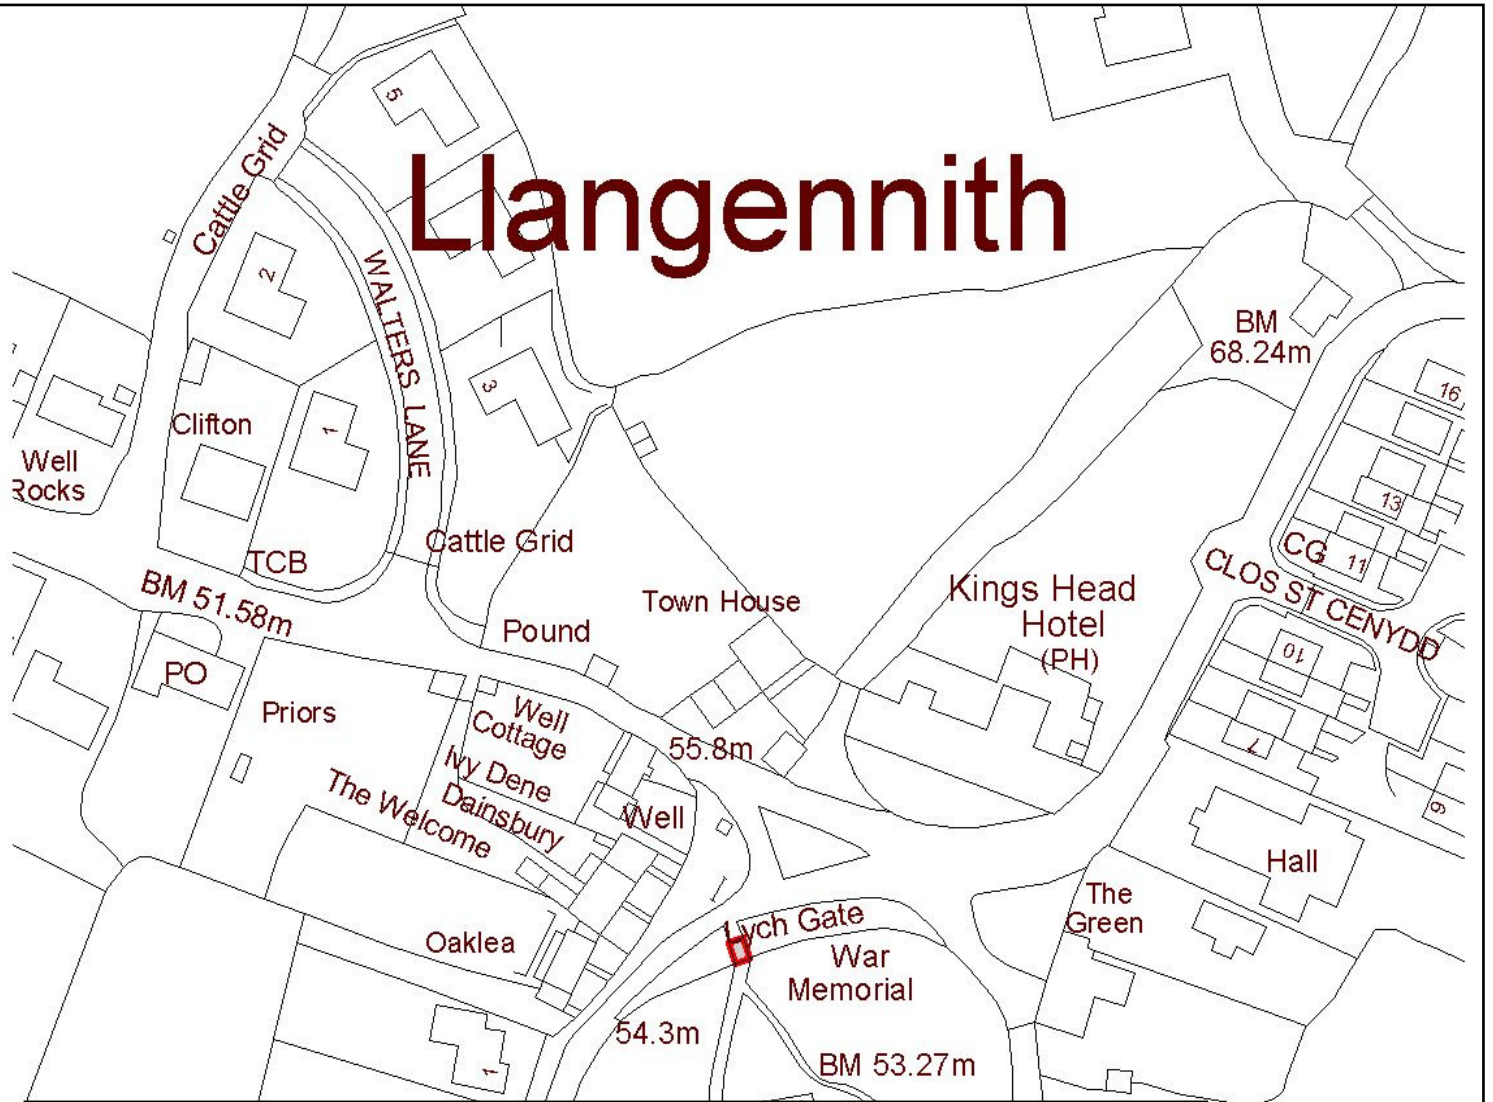 5
Cattle Grid
Llangennith
2
WALTERS LANE
BM
68.24m
3
16
Clifton
1
Well
Rocks
13
Cattle Grid
CG
11
TCB
CLOS ST CENYDD
BM 51.58m
Town House
Kings Head
Hotel
(PH)
Pound
10
PO
Priors
Well
Cottage
55.8m
7
Ivy Dene
Dainsbury
The Welcome
Well
6
Hall
The
Green
Lych Gate
Oaklea
War
Memorial
54.3m
BM 53.27m
1